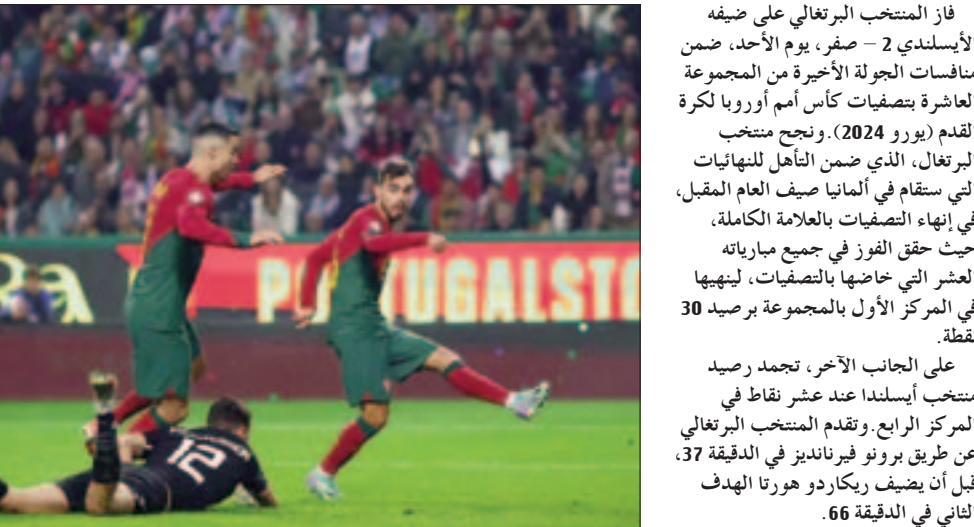 فاز المنتخب البرتغالي على ضيفه
الأيسلندي 2 – صفر، يوم الأحد، ضمن
منافسات الجولة الأخيرة من المجموعة
العاشرة بتصفيات كأس أمم أوروبا لكرة
القدم (يورو 2024).ونجح منتخب
البرتغال، الذي ضمن التأهل للنهائيات
التي ستقام في ألمانيا صيف العام المقبل،
في إنهاء التصفيات بالعلامة الكاملة،
حيث حقق الفوز في جميع مبارياته
العشر التي خاضها بالتصفيات، لينهيها
في المركز الأول بالمجموعة برصيد 30
نقطة.
على الجانب الآخر، تجمد رصيد
منتخب أيسلندا عند عشر نقاط في
المركز الرابع.وتقدم المنتخب البرتغالي
عن طريق برونو فيرنانديز في الدقيقة 37،
قبل أن يضيف ريكاردو هورتا الهدف
الثاني في الدقيقة 66.
PORTUGALSTO
12